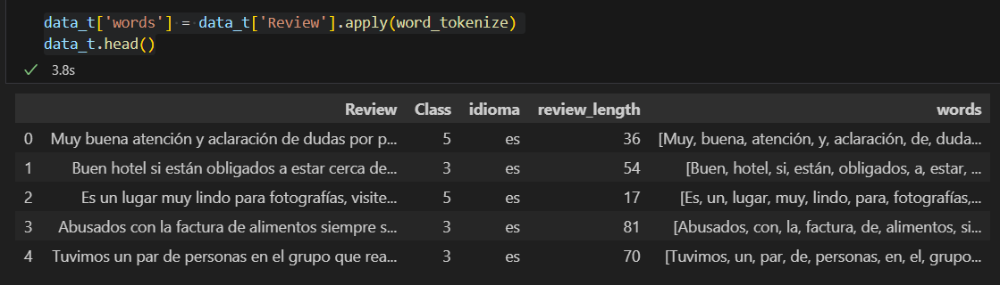 data_t['words'] = data_t['Review'].apply(word_tokenize)
data_t.head()
3.8s
Review Class idioma review_length words
0 Muy buena atención y aclaración de dudas por p... 5 es 36 [Muy, buena, atención, y, aclaración, de, duda...
1 Buen hotel si están obligados a estar cerca de... 3 es 54 [Buen, hotel, si, están, obligados, a, estar, ...
2 Es un lugar muy lindo para fotografías, visite... 5 es 17 [Es, un, lugar, muy, lindo, para, fotografías,...
3 Abusados con la factura de alimentos siempre s... 3 es 81 [Abusados, con, la, factura, de, alimentos, si...
4 Tuvimos un par de personas en el grupo que rea... 3 es 70 [Tuvimos, un, par, de, personas, en, el, grupo...